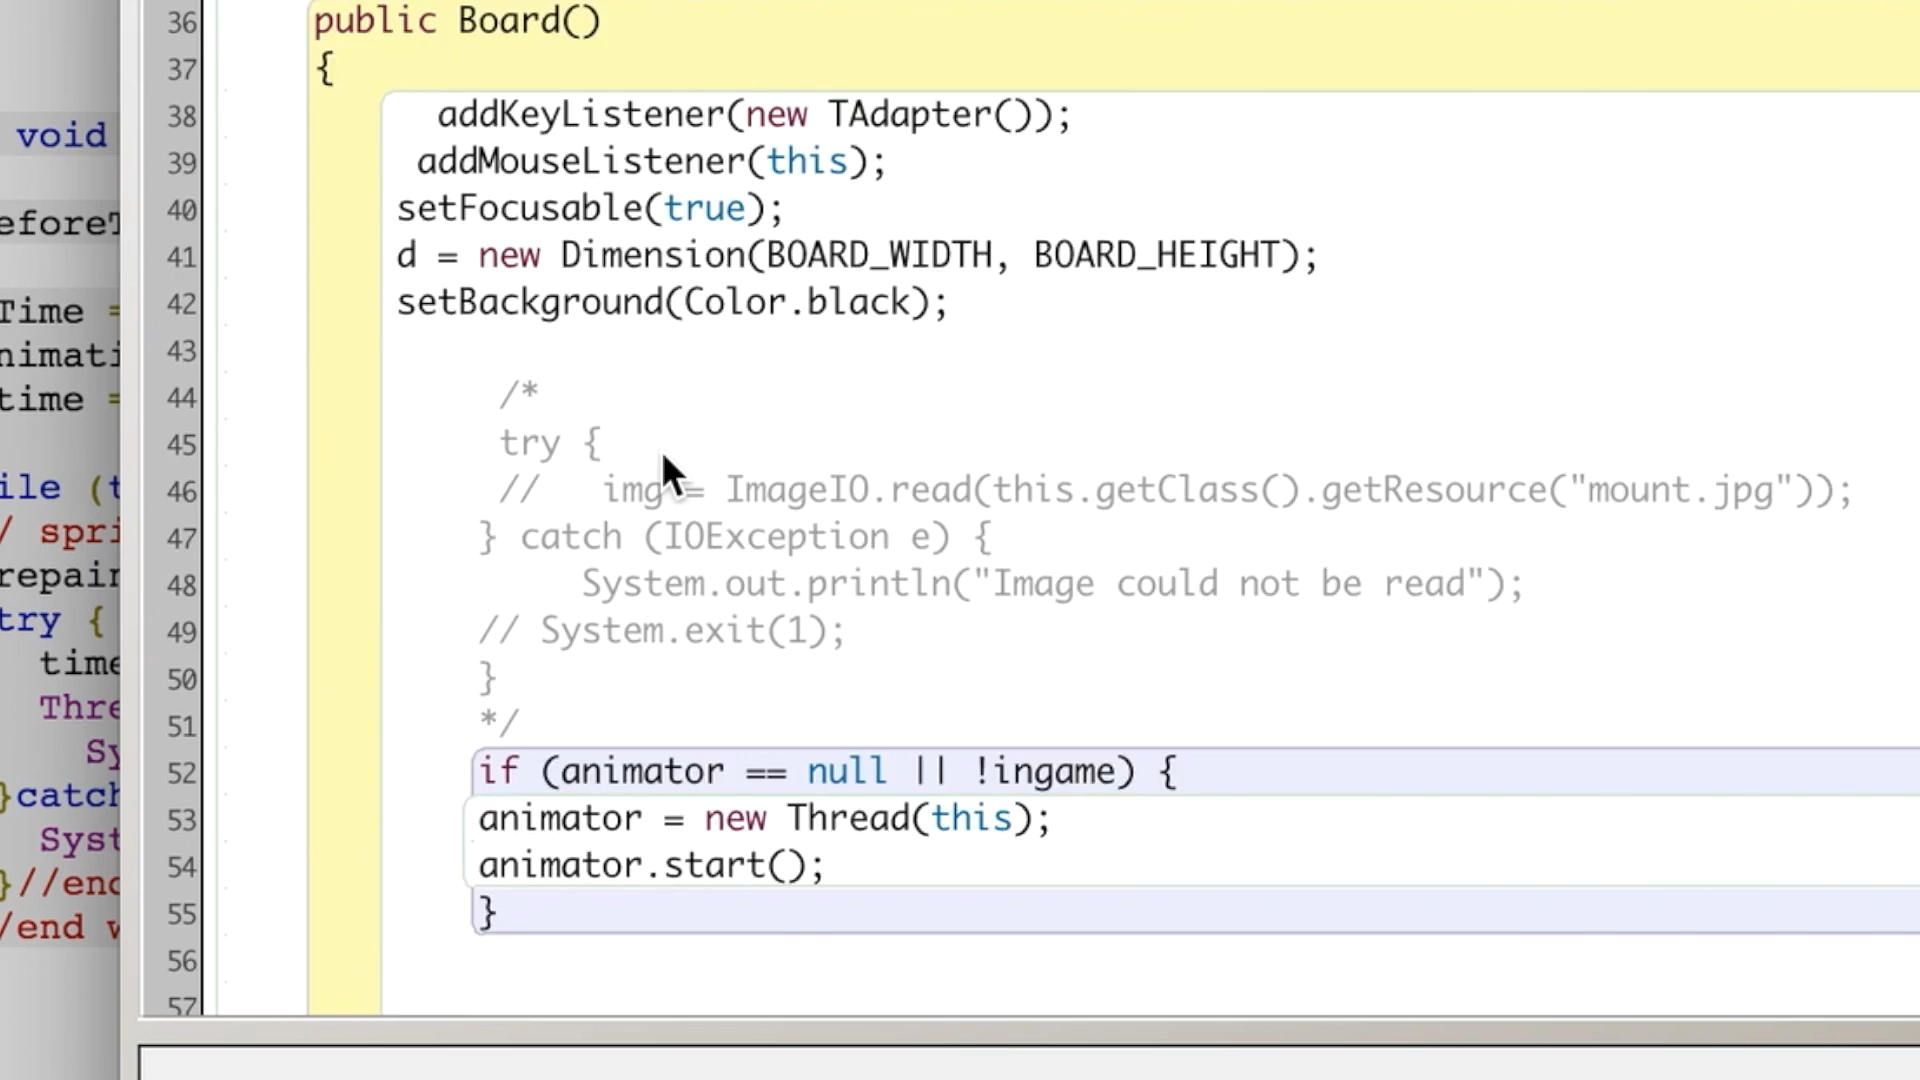 void
Time =
time =
try {
}catch
}//end
36 public Board()
37 {
38 addKeyListener(new TAdapter());
39 addMouseListener(this);
40 setFocusable(true);
41 d = new Dimension(BOARD_WIDTH, BOARD_HEIGHT);
42 setBackground(Color.black);
43
44 /*
45 try {
46 // img = ImageIO.read(this.getClass().getResource("mount.jpg"));
47 } catch (IOException e) {
48 System.out.println("Image could not be read");
49 // System.exit(1);
50 }
51 */
52 if (animator == null || !ingame) {
53 animator = new Thread(this);
54 animator.start();
55 }
56
57